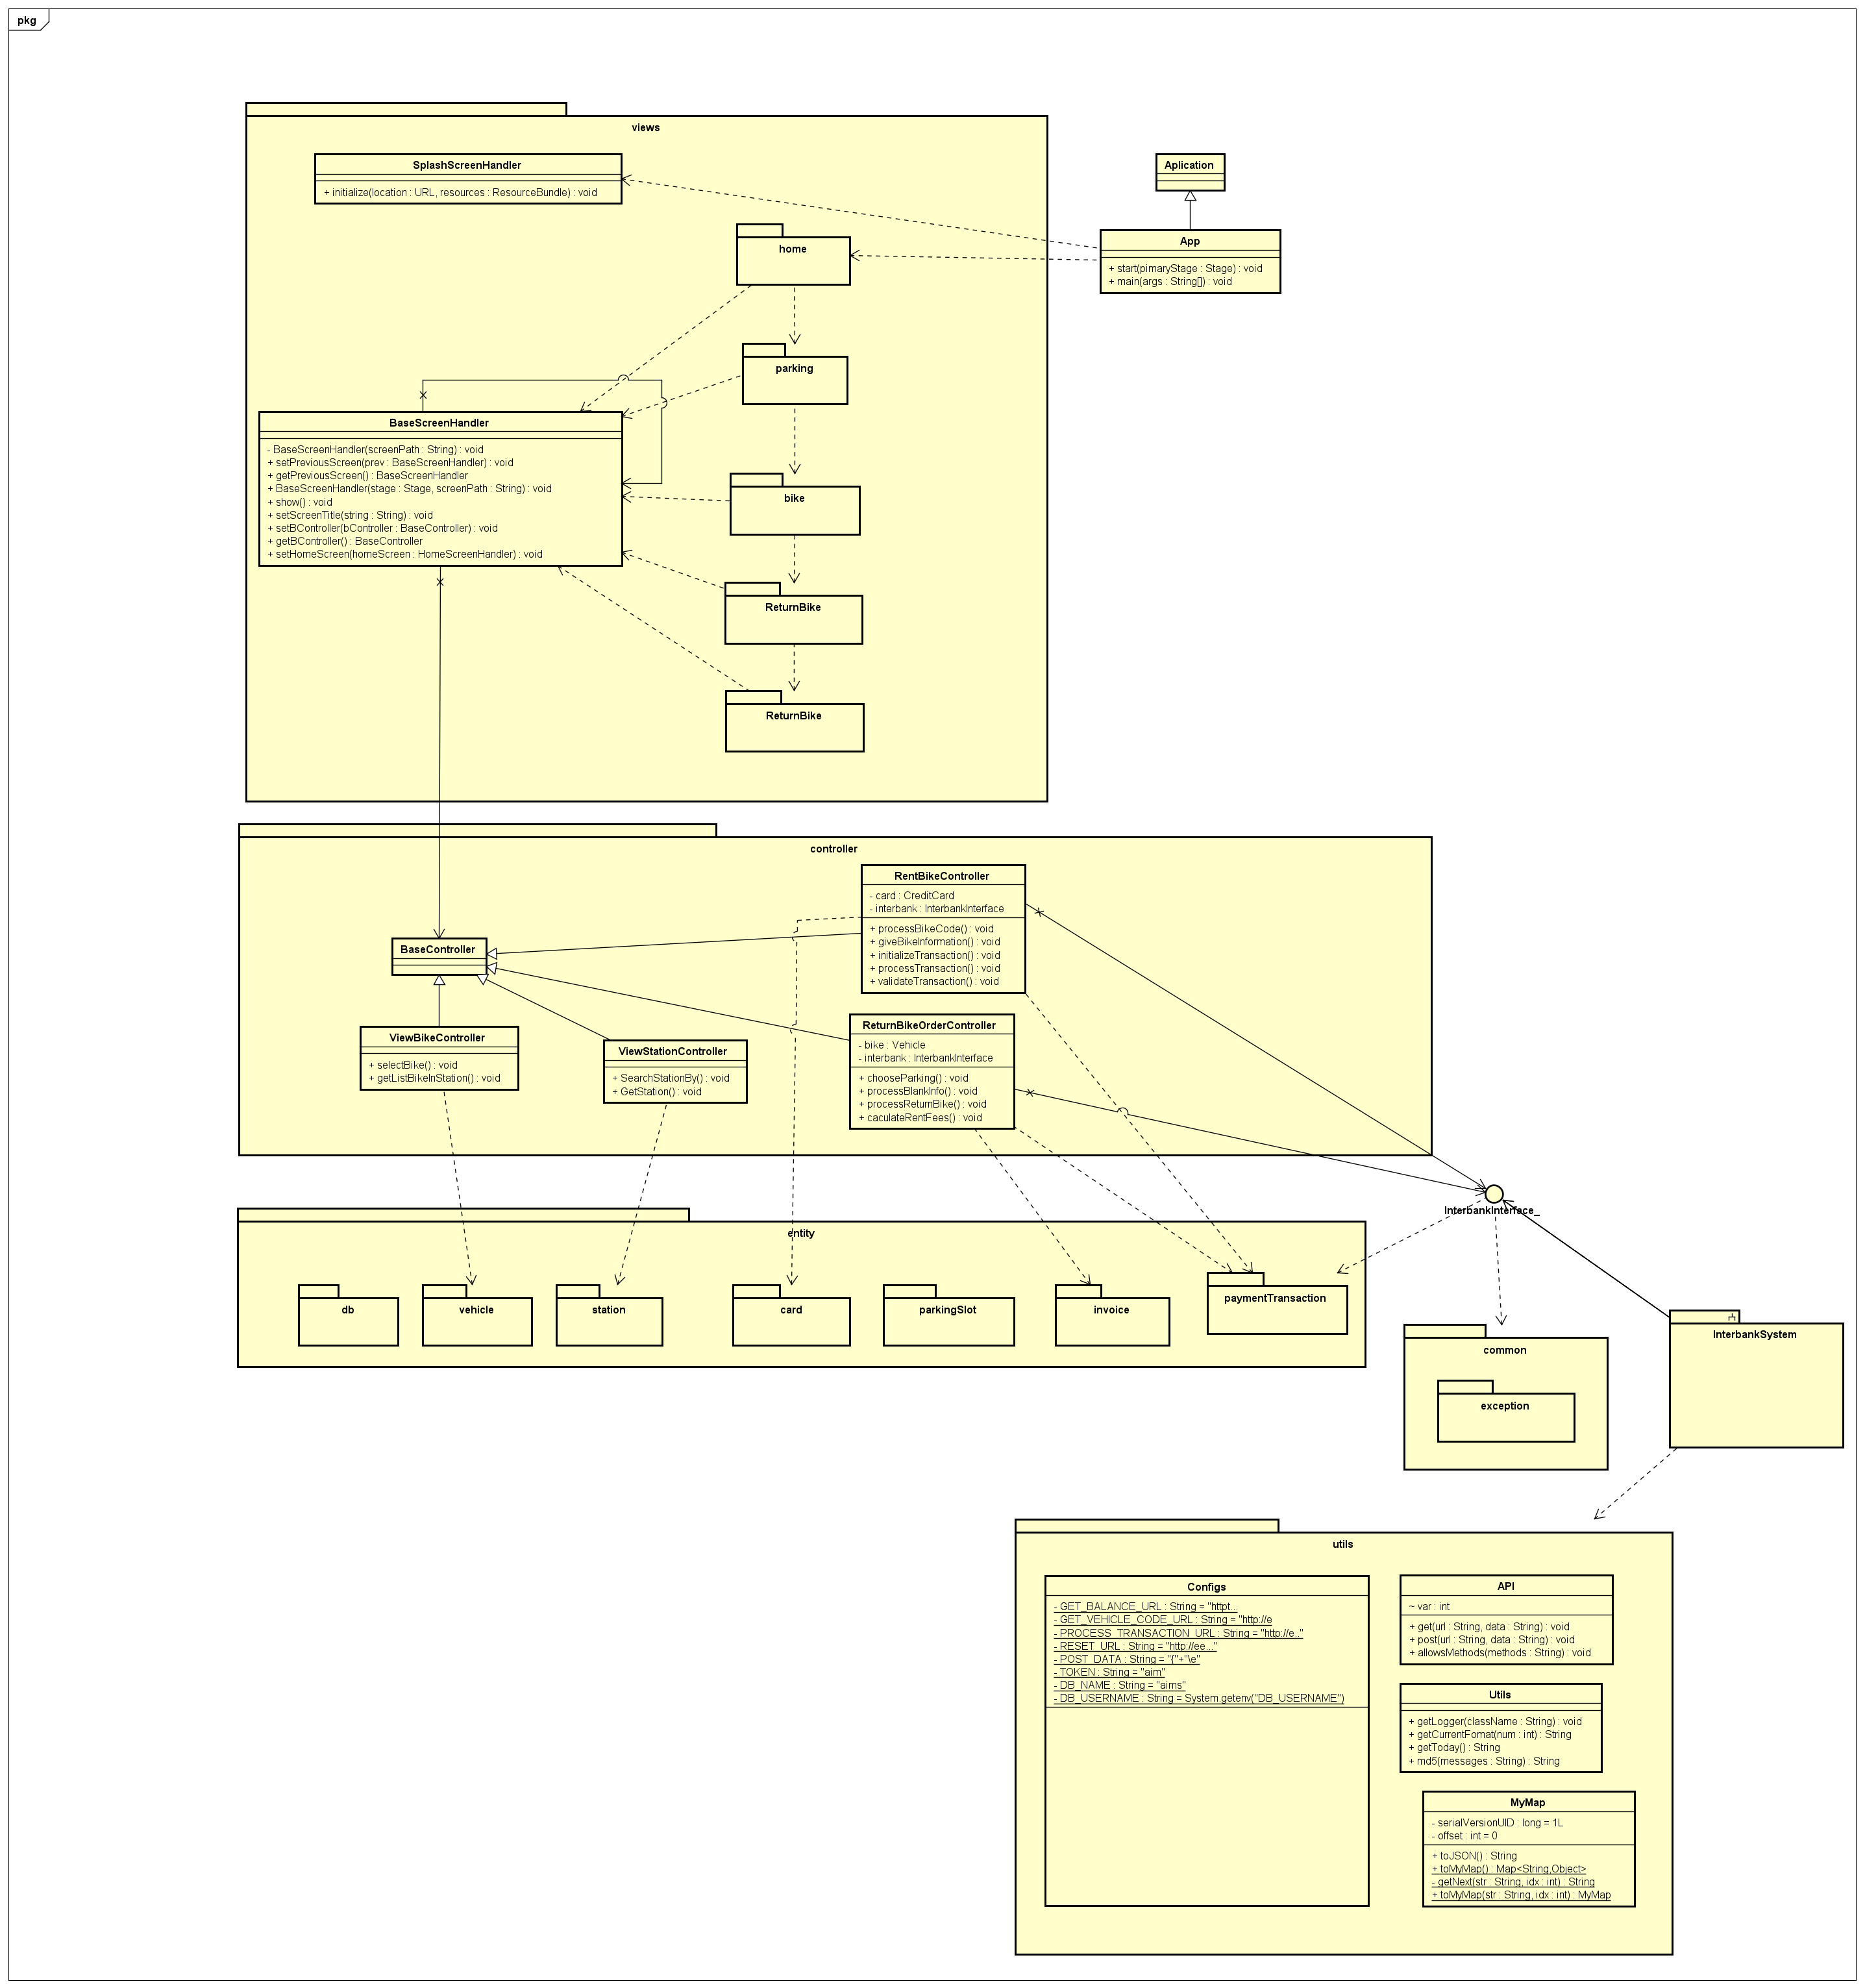 pkg
views
SplashScreenHandler
+ initialize(location : URL, resources : ResourceBundle) : void
Aplication
App
+ start(pimaryStage : Stage) : void
+ main(args : String[]) : void
home
parking
BaseScreenHandler
- BaseScreenHandler(screenPath : String) : void
+ setPreviousScreen(prev : BaseScreenHandler) : void
+ getPreviousScreen() : BaseScreenHandler
+ BaseScreenHandler(stage : Stage, screenPath : String) : void
+ show() : void
+ setScreenTitle(string : String) : void
+ setBController(bController : BaseController) : void
+ getBController() : BaseController
+ setHomeScreen(homeScreen : HomeScreenHandler) : void
bike
ReturnBike
ReturnBike
controller
RentBikeController
- card : CreditCard
- interbank : InterbankInterface
+ processBikeCode() : void
+ giveBikeInformation() : void
+ initializeTransaction() : void
+ processTransaction() : void
+ validateTransaction() : void
BaseController
ViewBikeController
+ selectBike() : void
+ getListBikeInStation() : void
ViewStationController
+ SearchStationBy() : void
+ GetStation() : void
ReturnBikeOrderController
- bike : Vehicle
- interbank : InterbankInterface
+ chooseParking() : void
+ processBlankInfo() : void
+ processReturnBike() : void
+ caculateRentFees() : void
InterbankInterface_
entity
db
vehicle
station
card
parkingSlot
invoice
paymentTransaction
common
exception
InterbankSystem
utils
Configs
- GET_BALANCE_URL : String = "httpt...
- GET_VEHICLE_CODE_URL : String = "http://e
- PROCESS_TRANSACTION_URL : String = "http://e.."
- RESET_URL : String = "http://ee..."
- POST_DATA : String = "{"+"\e"
- TOKEN : String = "aim"
- DB_NAME : String = "aims"
- DB_USERNAME : String = System.getenv("DB_USERNAME")
API
~ var : int
+ get(url : String, data : String) : void
+ post(url : String, data : String) : void
+ allowsMethods(methods : String) : void
Utils
+ getLogger(className : String) : void
+ getCurrentFomat(num : int) : String
+ getToday() : String
+ md5(messages : String) : String
MyMap
- serialVersionUID : long = 1L
- offset : int = 0
+ toJSON() : String
+ toMyMap() : Map<String,Object>
- getNext(str : String, idx : int) : String
+ toMyMap(str : String, idx : int) : MyMap